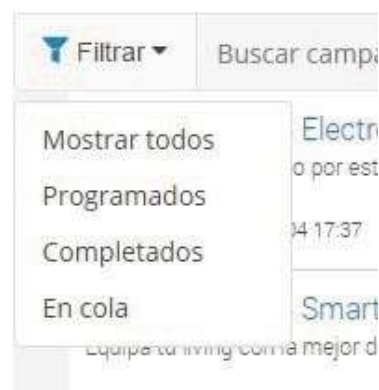 Filtrar Buscar campa
Mostrar todos
Programados
Completados
En cola
Electr
o por est
04 17:37
Smart
Equipa tu living con la mejor d